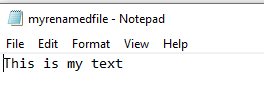 myrenamedfile - Notepad
File Edit Format View Help
This is my text